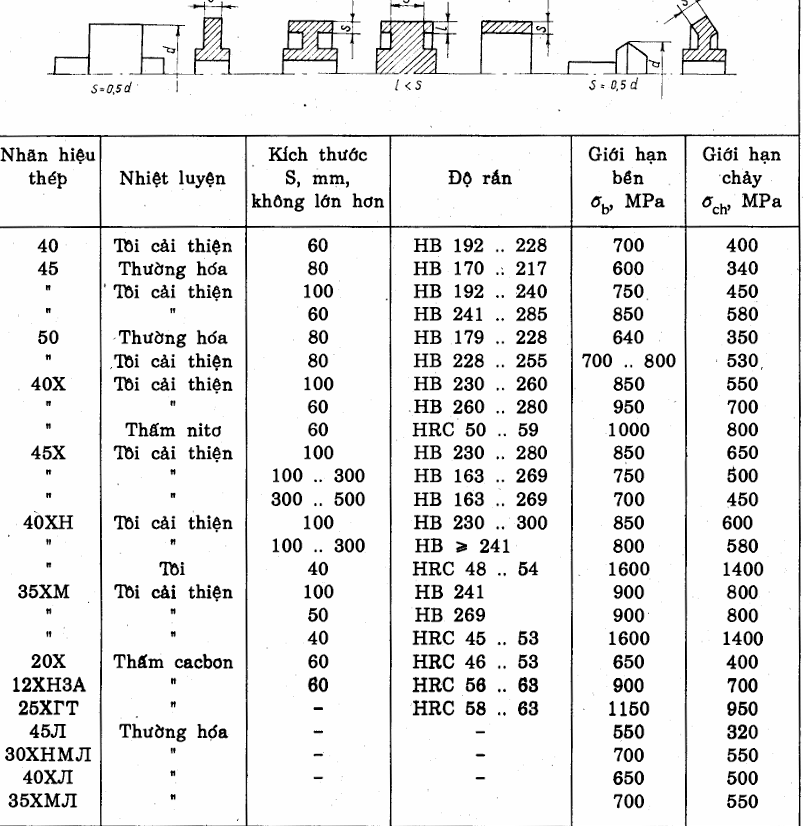 S S S S S
d l d
S=0,5d l < S S = 0,5d
Nhãn hiệu thép | Nhiệt luyện | Kích thước S, mm, không lớn hơn | Độ rắn | Giới hạn bền σb, MPa | Giới hạn chảy σch, MPa
40 Tôi cải thiện 60 HB 192 .. 228 700 400
45 Thường hóa 80 HB 170 .. 217 600 340
" Tôi cải thiện 100 HB 192 .. 240 750 450
" " 60 HB 241 .. 285 850 580
50 Thường hóa 80 HB 179 .. 228 640 350
" Tôi cải thiện 80 HB 228 .. 255 700 .. 800 530
40X Tôi cải thiện 100 HB 230 .. 260 850 550
" " 60 HB 260 .. 280 950 700
" Thấm nitơ 60 HRC 50 .. 59 1000 800
45X Tôi cải thiện 100 HB 230 .. 280 850 650
" " 100 .. 300 HB 163 .. 269 750 500
" " 300 .. 500 HB 163 .. 269 700 450
40XH Tôi cải thiện 100 HB 230 .. 300 850 600
" " 100 .. 300 HB ⩾ 241 800 580
" Tôi 40 HRC 48 .. 54 1600 1400
35XM Tôi cải thiện 100 HB 241 900 800
" " 50 HB 269 900 800
" " 40 HRC 45 .. 53 1600 1400
20X Thấm cacbon 60 HRC 46 .. 53 650 400
12XH3A " 60 HRC 56 .. 63 900 700
25XГT " – HRC 58 .. 63 1150 950
45Л Thường hóa – – 550 320
30XHMЛ " – – 700 550
40XЛ " – – 650 500
35XMЛ " 700 550